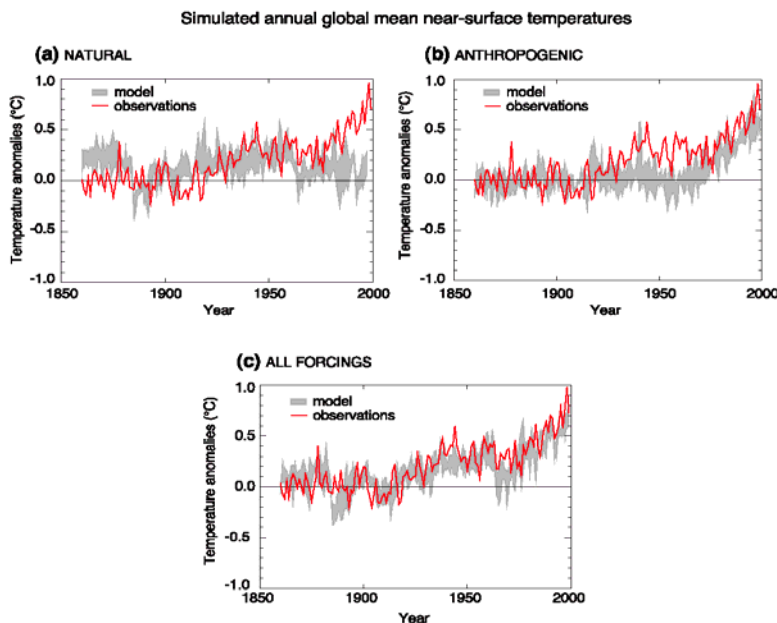 Simulated annual global mean near-surface temperatures
(a) NATURAL
Temperature anomalies (°C)
1.0
0.5
0.0
-0.5
-1.0
model
observations
1850
1900
1950
2000
Year
(b) ANTHROPOGENIC
Temperature anomalies (°C)
1.0
0.5
0.0
-0.5
-1.0
model
observations
1850
1900
1950
2000
Year
(c) ALL FORCINGS
Temperature anomalies (°C)
1.0
0.5
0.0
-0.5
-1.0
model
observations
1850
1900
1950
2000
Year